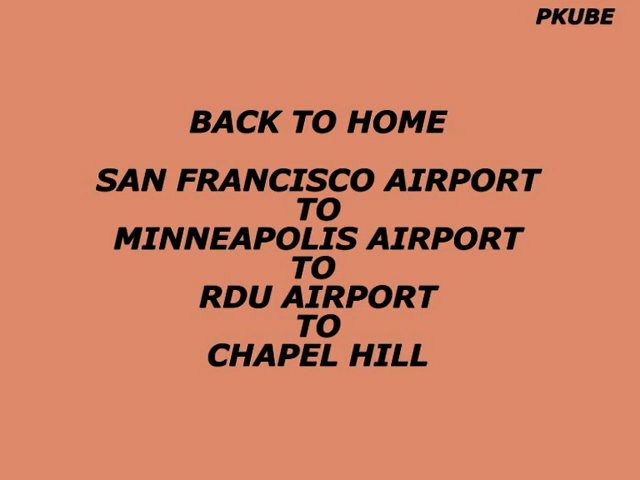 PKUBE
BACK TO HOME
SAN FRANCISCO AIRPORT
TO
MINNEAPOLIS AIRPORT
TO
RDU AIRPORT
TO
CHAPEL HILL